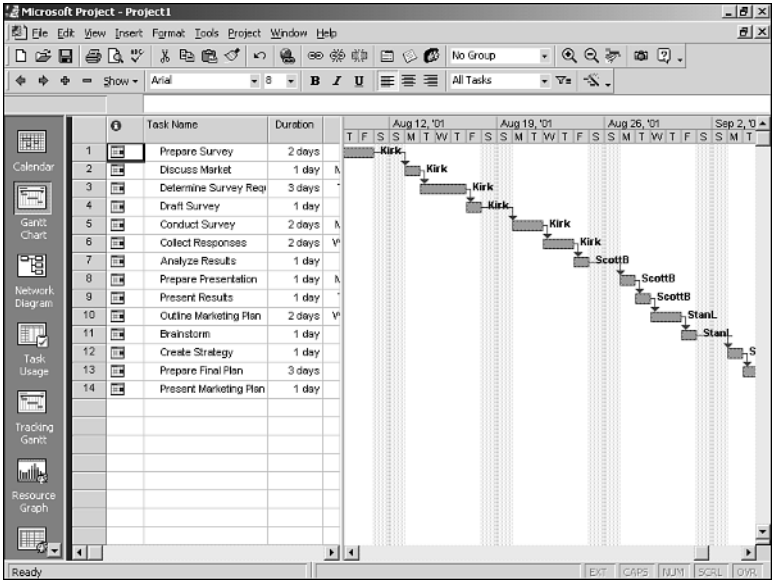 Microsoft Project - Project1
File Edit View Insert Format Tools Project Window Help
No Group
Show Arial 8 B I U All Tasks
Task Name Duration Aug 12, '01 Aug 19, '01 Aug 26, '01 Sep 2, '0
T F S S M T W T F S S M T W T F S S M T W T F S S M T
1 Prepare Survey 2 days Kirk
2 Discuss Market 1 day Kirk
3 Determine Survey Requ 3 days Kirk
4 Draft Survey 1 day Kirk
5 Conduct Survey 2 days Kirk
6 Collect Responses 2 days Kirk
7 Analyze Results 1 day ScottB
8 Prepare Presentation 1 day ScottB
9 Present Results 1 day ScottB
10 Outline Marketing Plan 2 days StanL
11 Brainstorm 1 day StanL
12 Create Strategy 1 day S
13 Prepare Final Plan 3 days
14 Present Marketing Plan 1 day
Calendar
Gantt
Chart
Network
Diagram
Task
Usage
Tracking
Gantt
Resource
Graph
Ready EXT CAPS NUM SCRL OVR